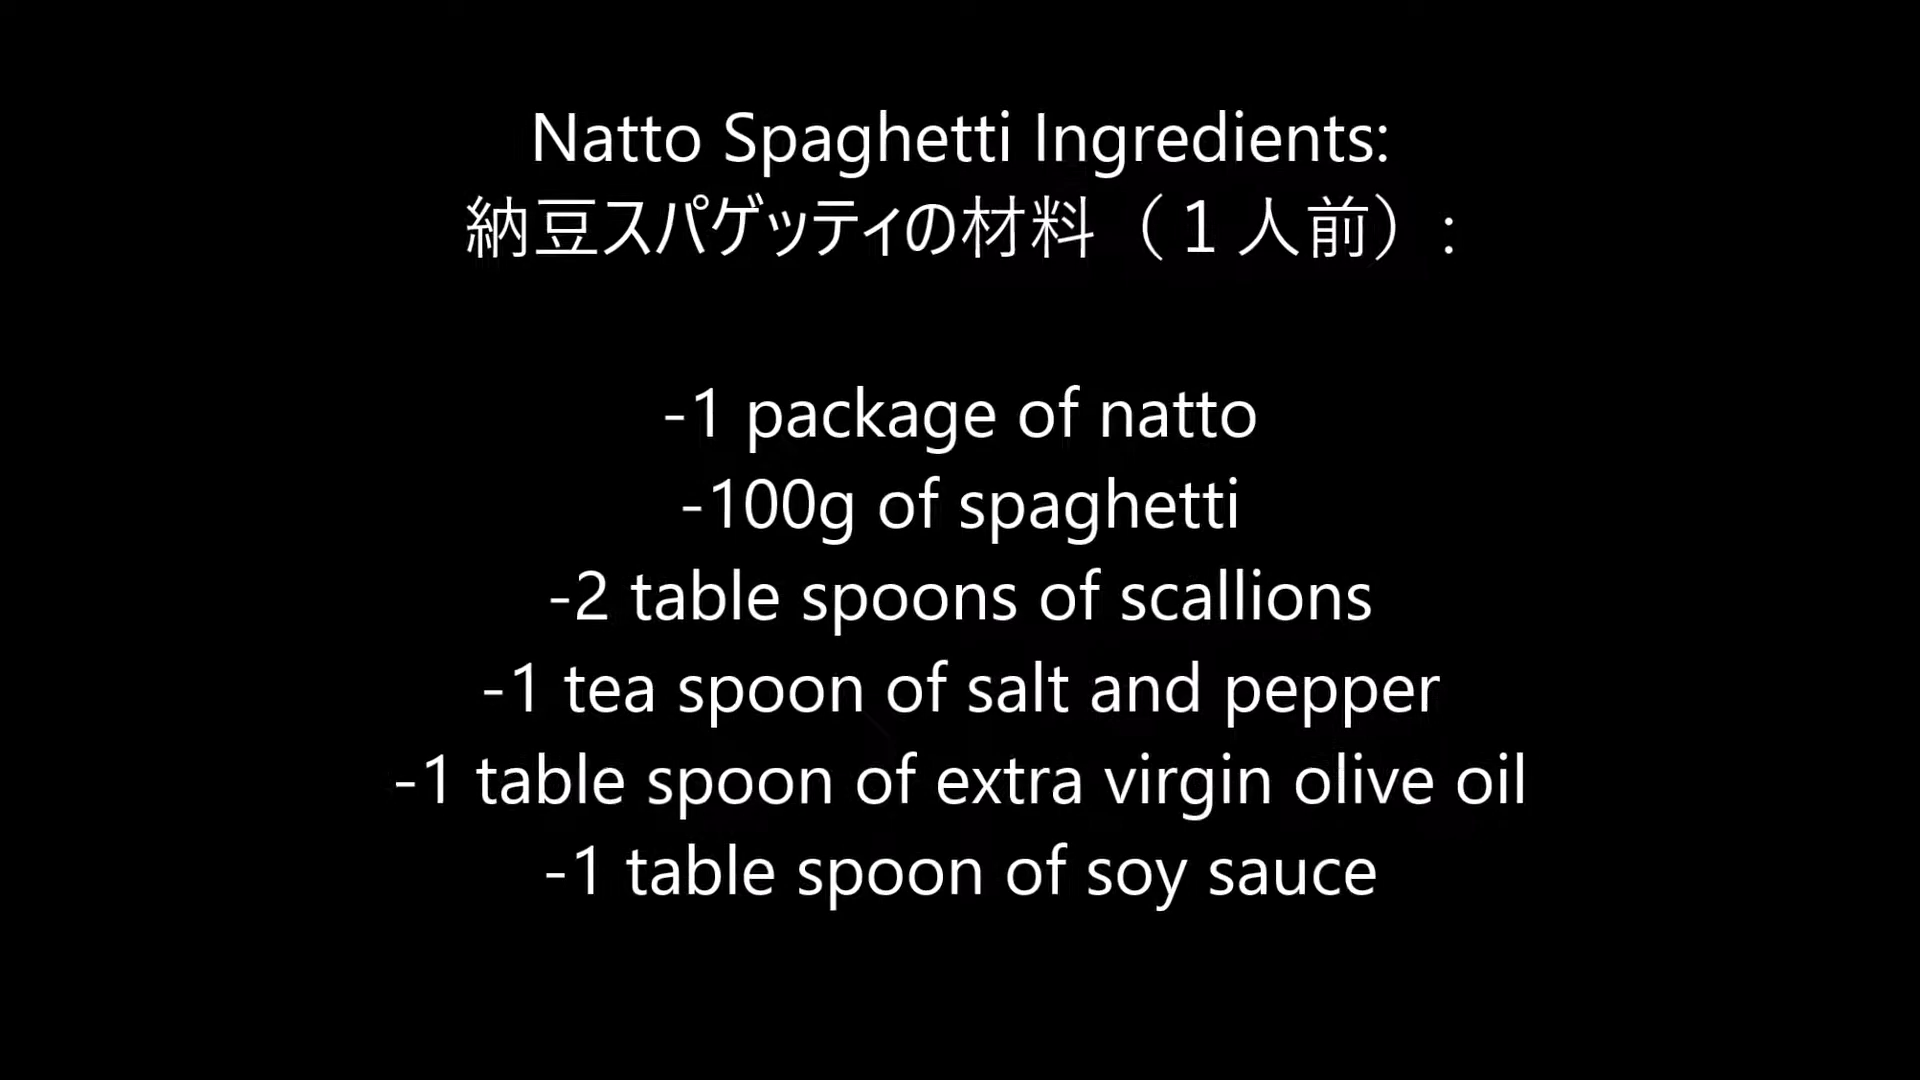 Natto Spaghetti Ingredients:
納豆スパゲッティの材料（１人前）:
-1 package of natto
-100g of spaghetti
-2 table spoons of scallions
-1 tea spoon of salt and pepper
-1 table spoon of extra virgin olive oil
-1 table spoon of soy sauce